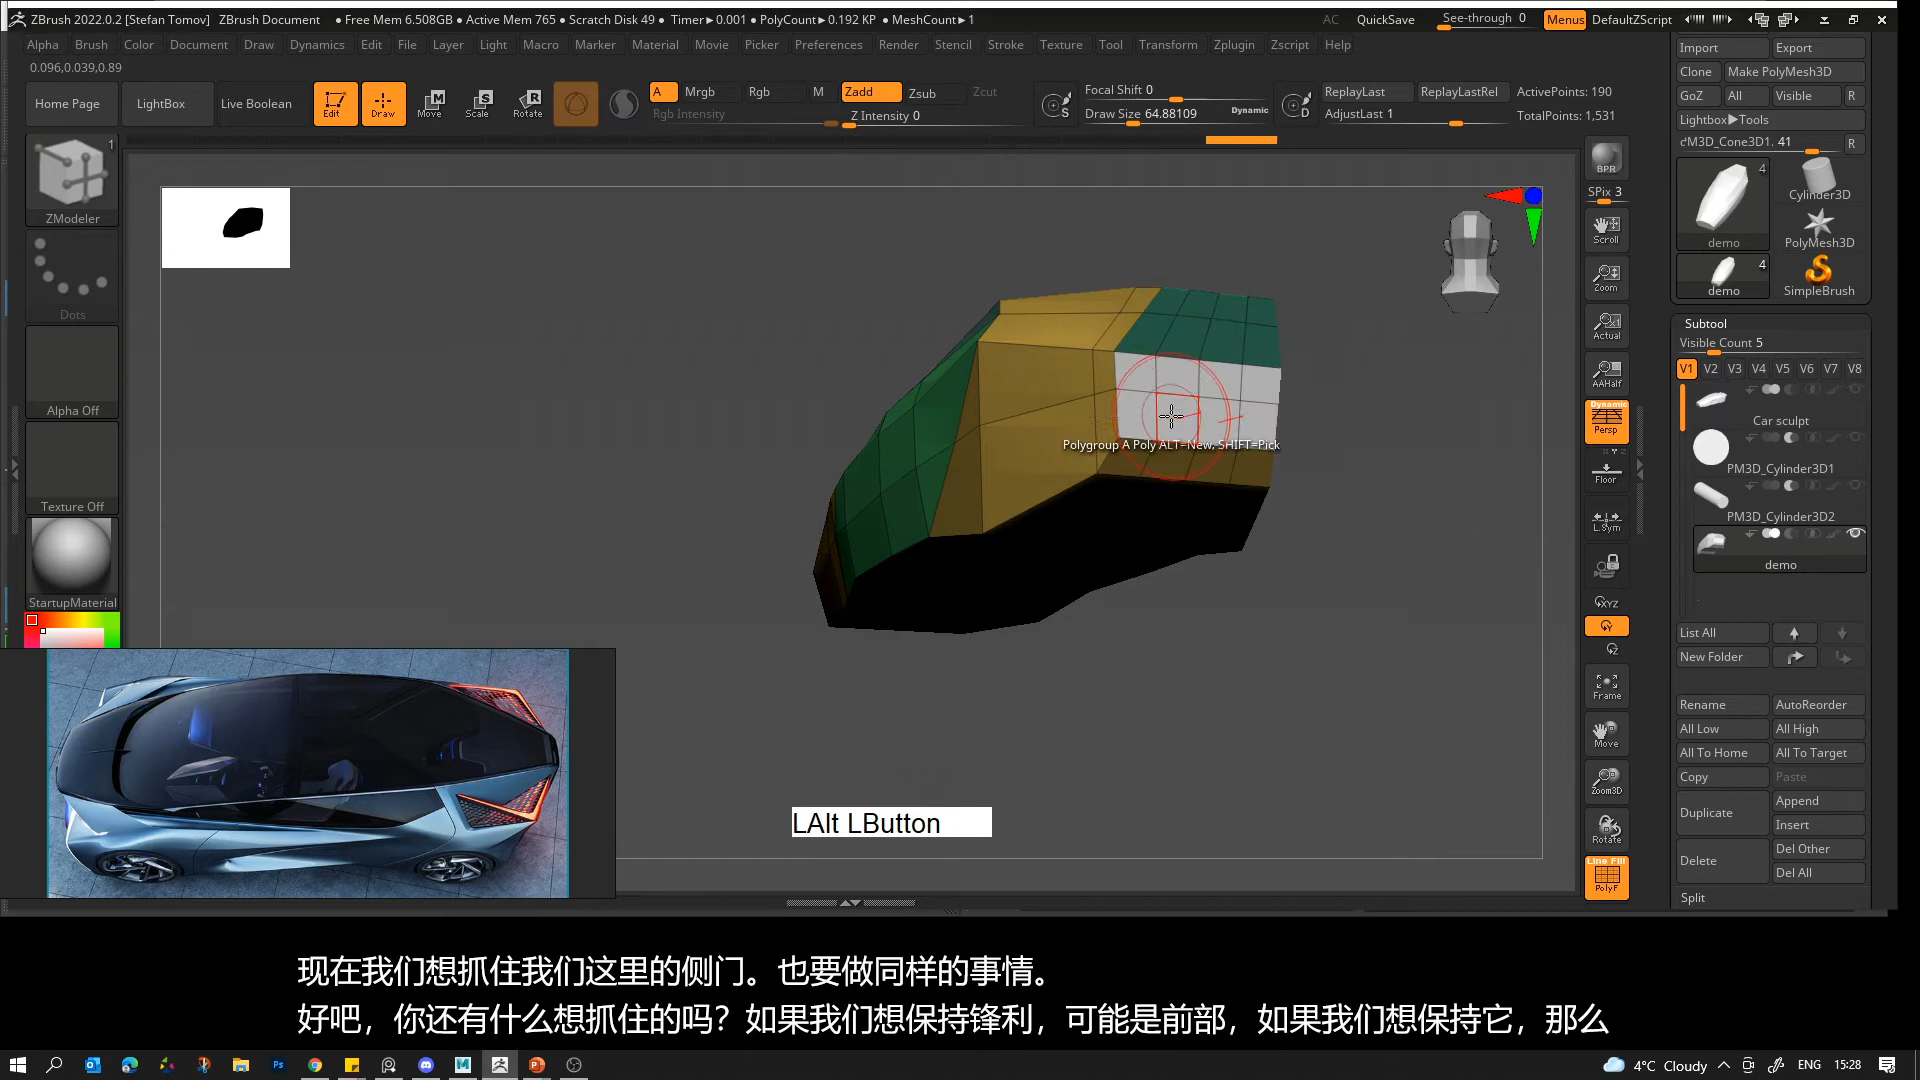 ZBrush 2022.0.2 [Stefan Tomov] ZBrush Document • Free Mem 6.508GB • Active Mem 765 • Scratch Disk 49 • Timer►0.001 • PolyCount►0.192 KP • MeshCount►1 AC QuickSave See-through 0 Menus DefaultZScript
Alpha Brush Color Document Draw Dynamics Edit File Layer Light Macro Marker Material Movie Picker Preferences Render Stencil Stroke Texture Tool Transform Zplugin Zscript Help
0.096,0.039,0.89
Home Page LightBox Live Boolean Edit Draw Move Scale Rotate
A Mrgb Rgb M Zadd Zsub Zcut
Rgb Intensity Z Intensity 0
Focal Shift 0
Draw Size 64.88109 Dynamic
S D
ReplayLast ReplayLastRel ActivePoints: 190
AdjustLast 1 TotalPoints: 1,531
1
ZModeler
Dots
Alpha Off
Texture Off
StartupMaterial
Polygroup A Poly ALT=New, SHIFT=Pick
LAlt LButton
BPR
SPix 3
Scroll
Zoom
Actual
AAHalf
Dynamic
Persp
Floor
L.Sym
XYZ
Y
Z
Frame
Move
Zoom3D
Rotate
Line Fill
PolyF
Import Export
Clone Make PolyMesh3D
GoZ All Visible R
Lightbox►Tools
PM3D_Cone3D1. 41 R
4
demo
Cylinder3D
PolyMesh3D
4
demo
SimpleBrush
Subtool
Visible Count 5
V1 V2 V3 V4 V5 V6 V7 V8
Car sculpt
PM3D_Cylinder3D1
PM3D_Cylinder3D2
demo
List All
New Folder
Rename AutoReorder
All Low All High
All To Home All To Target
Copy Paste
Duplicate Append
Insert
Delete Del Other
Del All
Split
现在我们想抓住我们这里的侧门。也要做同样的事情。
好吧，你还有什么想抓住的吗？如果我们想保持锋利，可能是前部，如果我们想保持它，那么
4°C Cloudy ENG 15:28